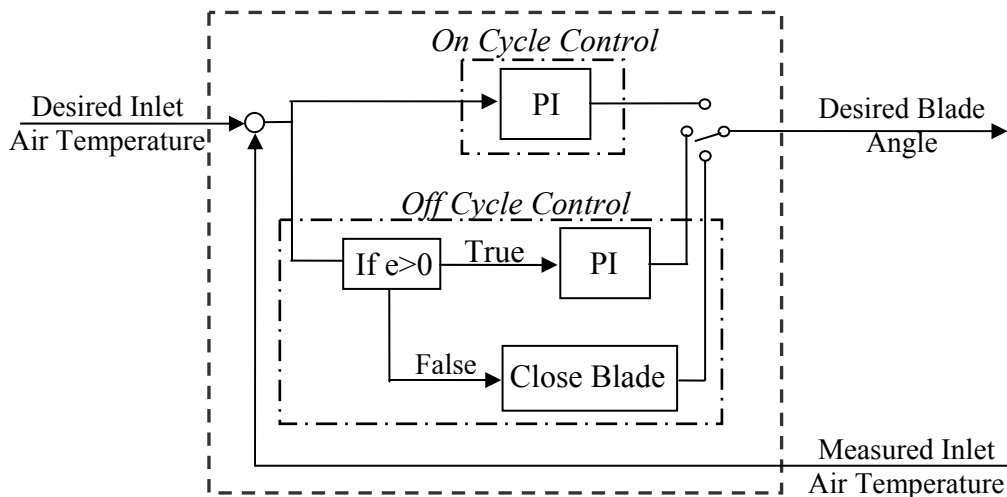 On Cycle Control
PI
Desired Inlet
Air Temperature
Desired Blade
Angle
Off Cycle Control
If e>0
True
PI
False
Close Blade
Measured Inlet
Air Temperature